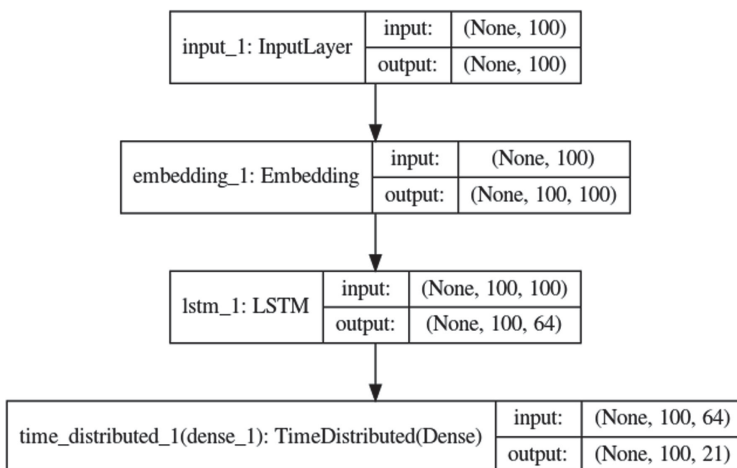 input_1: InputLayer
input: (None, 100)
output: (None, 100)
embedding_1: Embedding
input: (None, 100)
output: (None, 100, 100)
lstm_1: LSTM
input: (None, 100, 100)
output: (None, 100, 64)
time_distributed_1(dense_1): TimeDistributed(Dense)
input: (None, 100, 64)
output: (None, 100, 21)